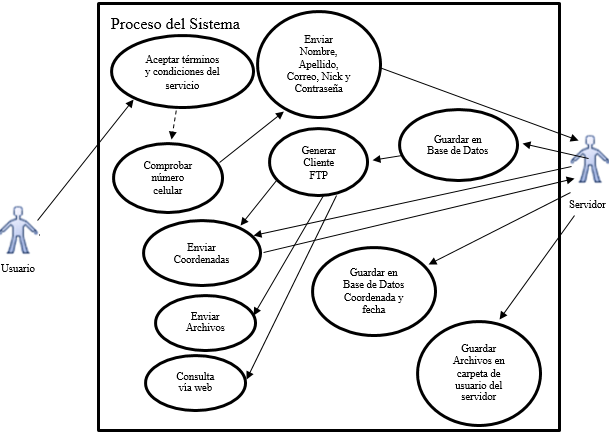 Proceso del Sistema
Aceptar términos
y condiciones del
servicio
Enviar
Nombre,
Apellido,
Correo, Nick y
Contraseña
Comprobar
número
celular
Generar
Cliente
FTP
Guardar en
Base de Datos
Servidor
Usuario
Enviar
Coordenadas
Guardar en
Base de Datos
Coordenada y
fecha
Enviar
Archivos
Consulta
vía web
Guardar
Archivos en
carpeta de
usuario del
servidor